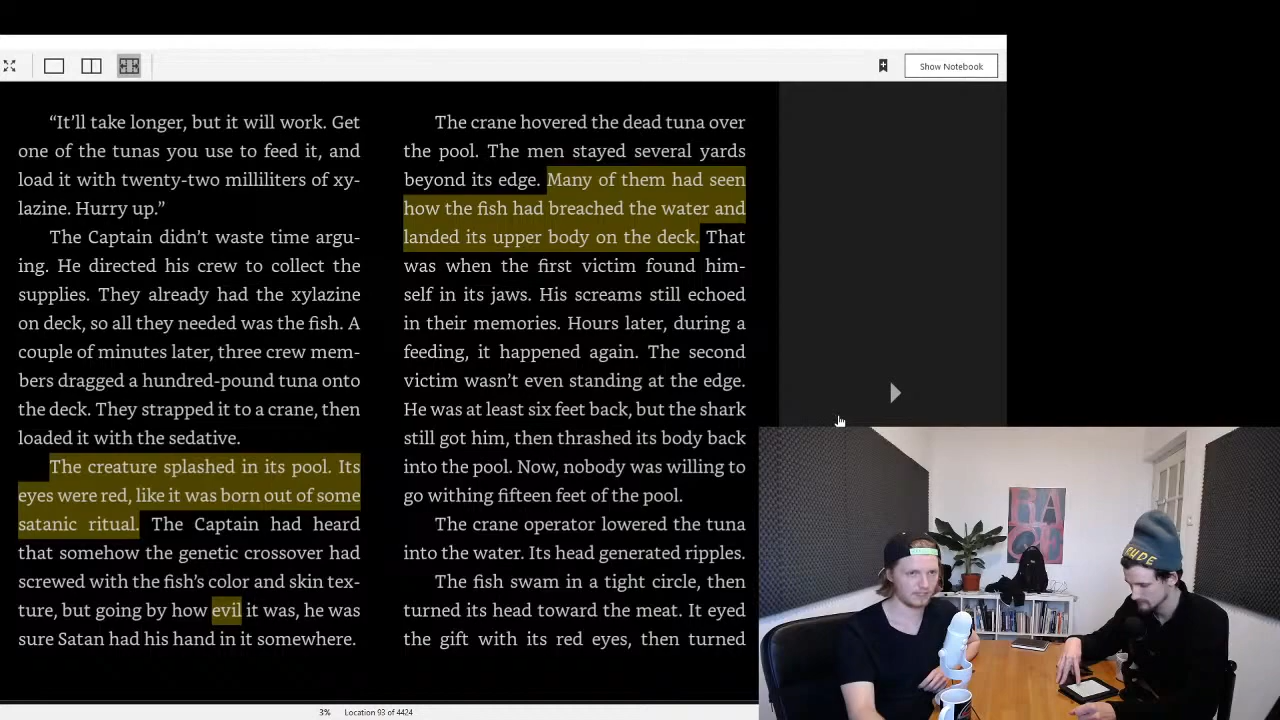 Show Notebook
“It’ll take longer, but it will work. Get
one of the tunas you use to feed it, and
load it with twenty-two milliliters of xy-
lazine. Hurry up.”
The Captain didn’t waste time argu-
ing. He directed his crew to collect the
supplies. They already had the xylazine
on deck, so all they needed was the fish. A
couple of minutes later, three crew mem-
bers dragged a hundred-pound tuna onto
the deck. They strapped it to a crane, then
loaded it with the sedative.
The creature splashed in its pool. Its
eyes were red, like it was born out of some
satanic ritual. The Captain had heard
that somehow the genetic crossover had
screwed with the fish’s color and skin tex-
ture, but going by how evil it was, he was
sure Satan had his hand in it somewhere.
The crane hovered the dead tuna over
the pool. The men stayed several yards
beyond its edge. Many of them had seen
how the fish had breached the water and
landed its upper body on the deck. That
was when the first victim found him-
self in its jaws. His screams still echoed
in their memories. Hours later, during a
feeding, it happened again. The second
victim wasn’t even standing at the edge.
He was at least six feet back, but the shark
still got him, then thrashed its body back
into the pool. Now, nobody was willing to
go withing fifteen feet of the pool.
The crane operator lowered the tuna
into the water. Its head generated ripples.
The fish swam in a tight circle, then
turned its head toward the meat. It eyed
the gift with its red eyes, then turned
3% Location 93 of 4424
RA
GE